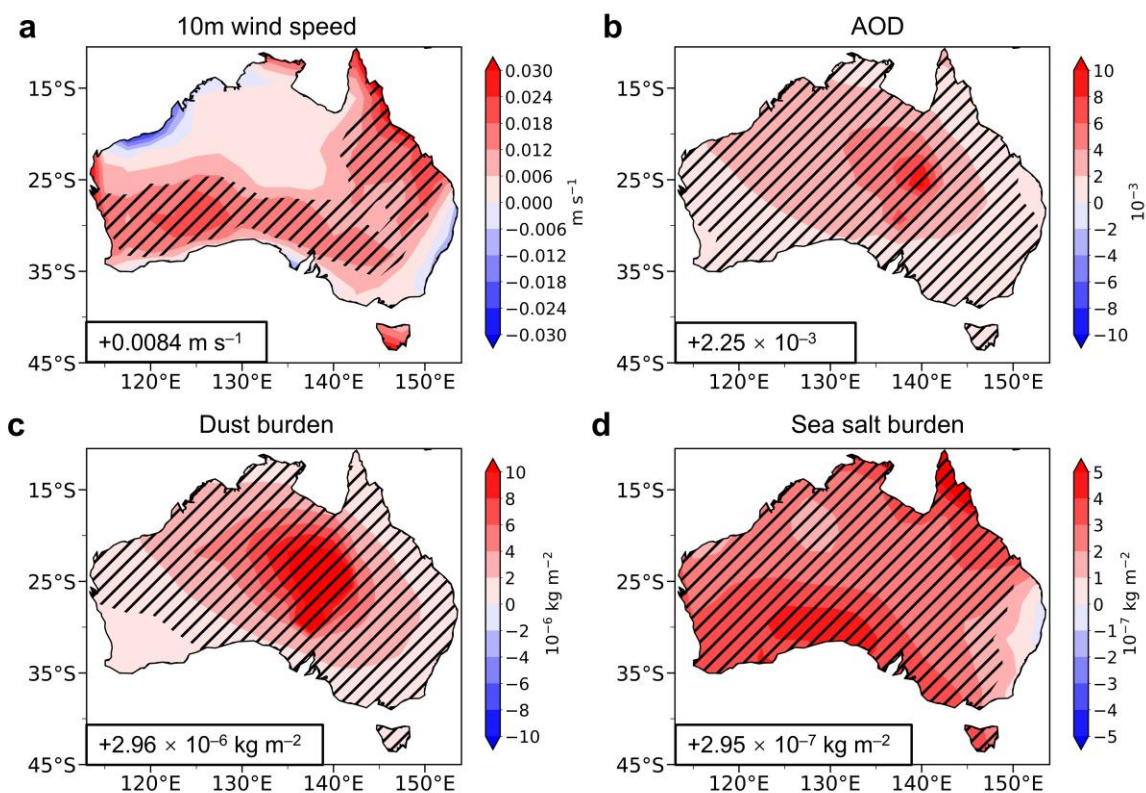 a 10m wind speed
15°S
25°S
35°S
45°S
120°E 130°E 140°E 150°E
0.030
0.024
0.018
0.012
0.006
0.000
−0.006
−0.012
−0.018
−0.024
−0.030
m s⁻¹
+0.0084 m s⁻¹
b AOD
15°S
25°S
35°S
45°S
120°E 130°E 140°E 150°E
10
8
6
4
2
0
−2
−4
−6
−8
−10
10⁻³
+2.25 × 10⁻³
c Dust burden
15°S
25°S
35°S
45°S
120°E 130°E 140°E 150°E
10
8
6
4
2
0
−2
−4
−6
−8
−10
10⁻⁶ kg m⁻²
+2.96 × 10⁻⁶ kg m⁻²
d Sea salt burden
15°S
25°S
35°S
45°S
120°E 130°E 140°E 150°E
5
4
3
2
1
0
−1
−2
−3
−4
−5
10⁻⁷ kg m⁻²
+2.95 × 10⁻⁷ kg m⁻²